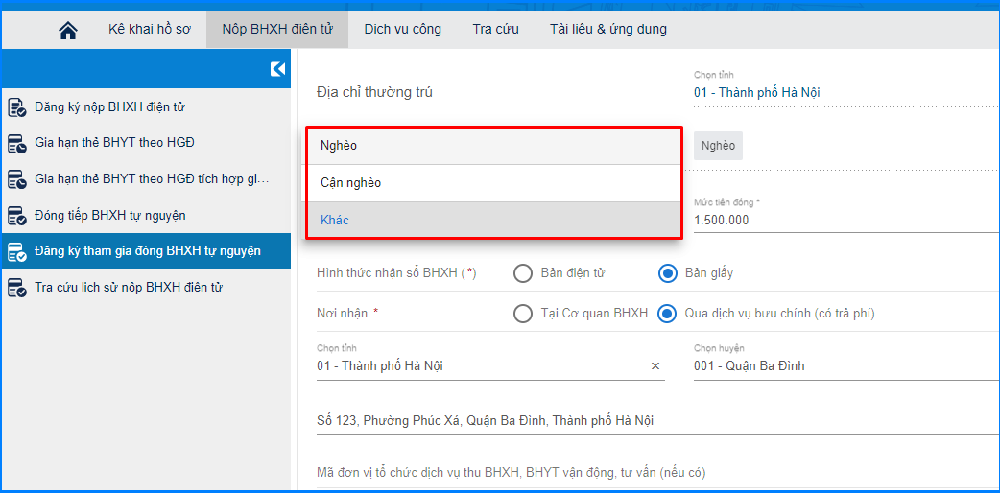 Kê khai hồ sơ Nộp BHXH điện tử Dịch vụ công Tra cứu Tài liệu & ứng dụng
Đăng ký nộp BHXH điện tử
Gia hạn thẻ BHYT theo HGĐ
Gia hạn thẻ BHYT theo HGĐ tích hợp gi...
Đóng tiếp BHXH tự nguyện
Đăng ký tham gia đóng BHXH tự nguyện
Tra cứu lịch sử nộp BHXH điện tử
Chọn tỉnh
Địa chỉ thường trú 01 - Thành phố Hà Nội
Nghèo Nghèo
Cận nghèo
Mức tiền đóng *
Khác 1.500.000
Hình thức nhận sổ BHXH (*) Bản điện tử Bản giấy
Nơi nhận * Tại Cơ quan BHXH Qua dịch vụ bưu chính (có trả phí)
Chọn tỉnh Chọn huyện
01 - Thành phố Hà Nội × 001 - Quận Ba Đình
Số 123, Phường Phúc Xá, Quận Ba Đình, Thành phố Hà Nội
Mã đơn vị tổ chức dịch vụ thu BHXH, BHYT vận động, tư vấn (nếu có)